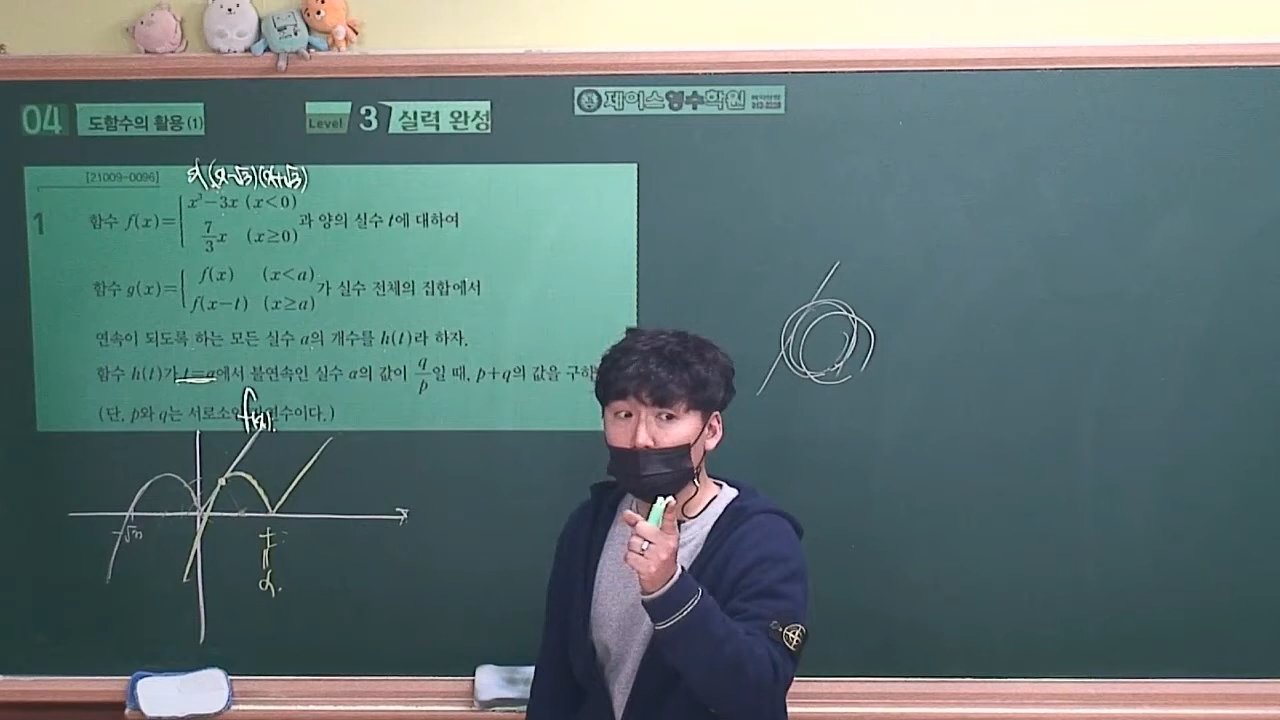 04 도함수의 활용 (1) Level 3 실력 완성 제이스영수학원
[21009-0096]
x(x-√3)(x+√3)
1 함수 f(x)= { x³-3x (x<0)
7/3 x (x≥0) 과 양의 실수 t에 대하여
함수 g(x)= { f(x) (x<a)
f(x-t) (x≥a) 가 실수 전체의 집합에서
연속이 되도록 하는 모든 실수 a의 개수를 h(t)라 하자.
함수 h(t)가 t=α에서 불연속인 실수 α의 값이 q/p일 때, p+q의 값을 구하
(단, p와 q는 서로소인 자연수이다.)
f(x).
-√3
t
=
α.